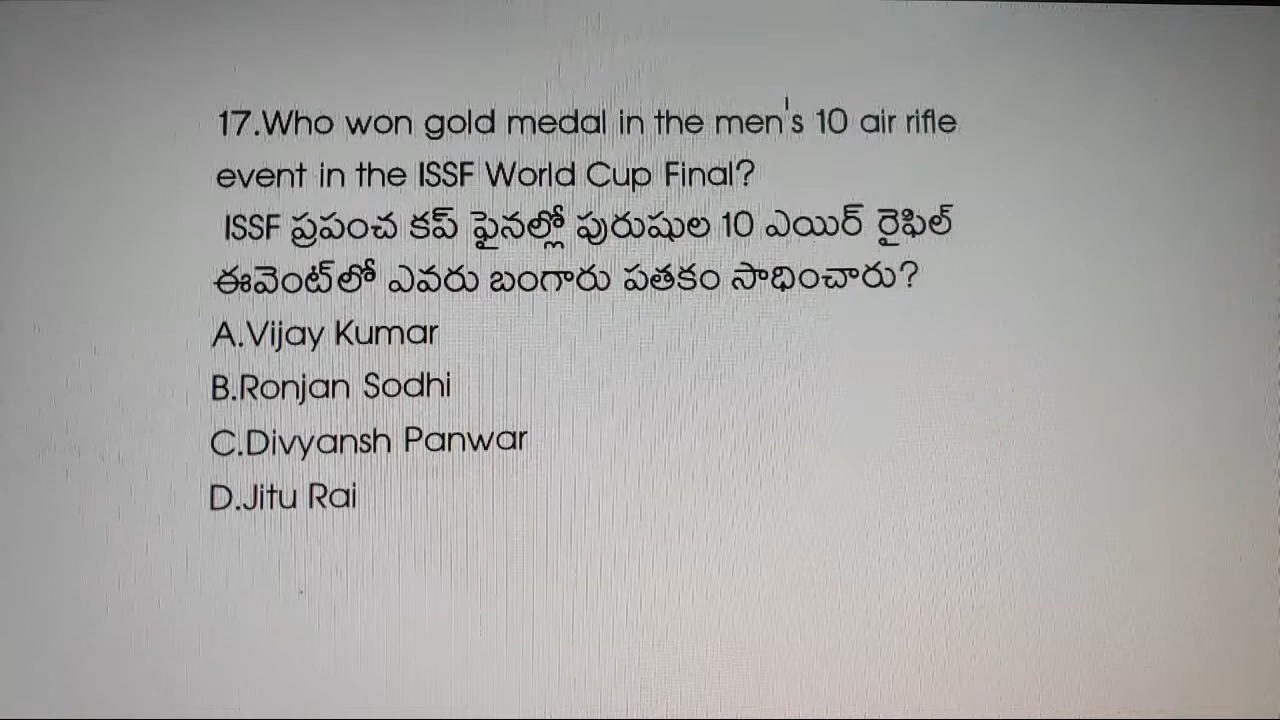 17.Who won gold medal in the men's 10 air rifle
event in the ISSF World Cup Final?
ISSF ప్రపంచ కప్ ఫైనల్లో పురుషుల 10 ఎయిర్ రైఫిల్
ఈవెంట్‌లో ఎవరు బంగారు పతకం సాధించారు?
A.Vijay Kumar
B.Ronjan Sodhi
C.Divyansh Panwar
D.Jitu Rai